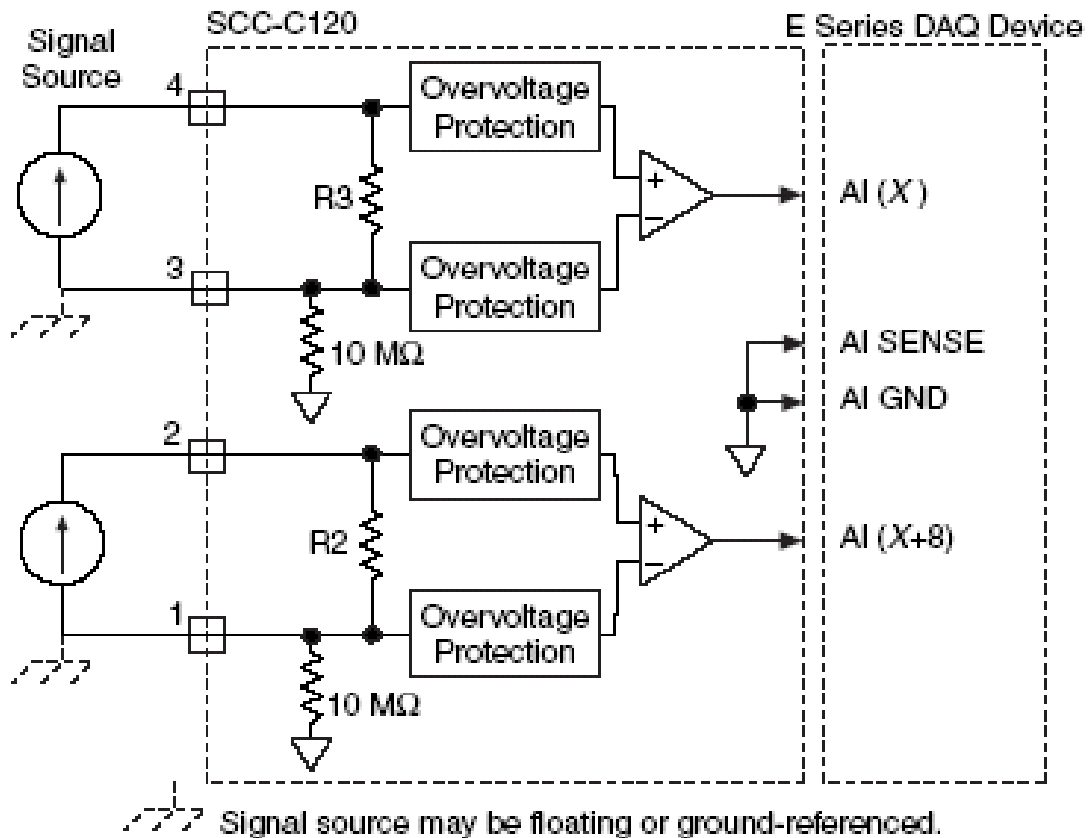 SCC-C120
E Series DAQ Device
Signal
Source
4
Overvoltage
Protection
R3
+
−
AI (X)
3
Overvoltage
Protection
10 MΩ
AI SENSE
AI GND
2
Overvoltage
Protection
R2
+
−
AI (X+8)
1
Overvoltage
Protection
10 MΩ
Signal source may be floating or ground-referenced.